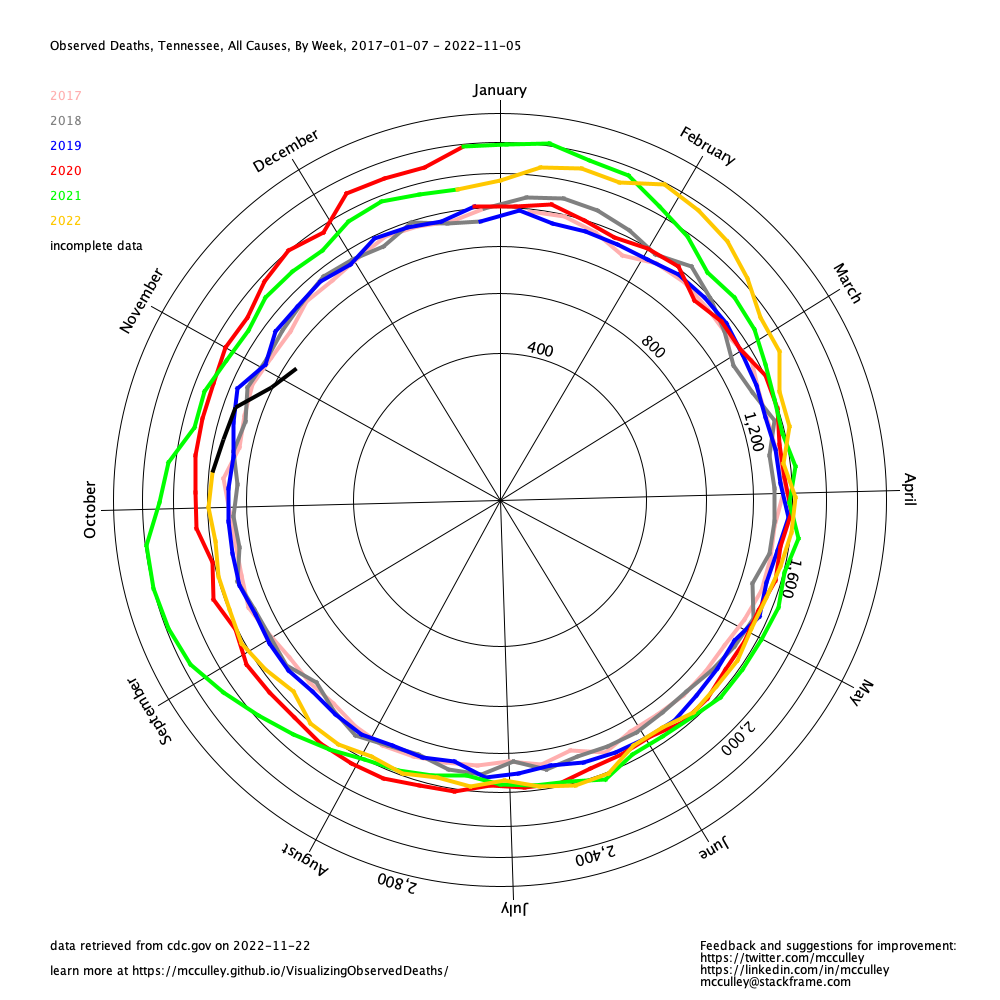 Observed Deaths, Tennessee, All Causes, By Week, 2017-01-07 - 2022-11-05
2017
2018
2019
2020
2021
2022
incomplete data
January
February
March
April
May
June
July
August
September
October
November
December
400
800
1,200
1,600
2,000
2,400
2,800
data retrieved from cdc.gov on 2022-11-22
learn more at https://mcculley.github.io/VisualizingObservedDeaths/
Feedback and suggestions for improvement:
https://twitter.com/mcculley
https://linkedin.com/in/mcculley
mcculley@stackframe.com